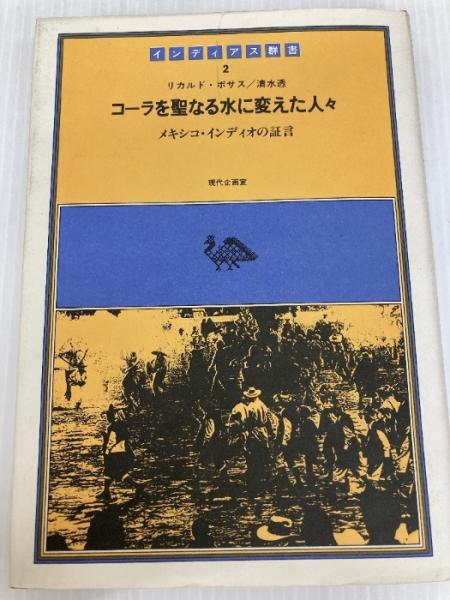 インディアス群書
2
リカルド・ポサス／清水透
コーラを聖なる水に変えた人々
メキシコ・インディオの証言
現代企画室